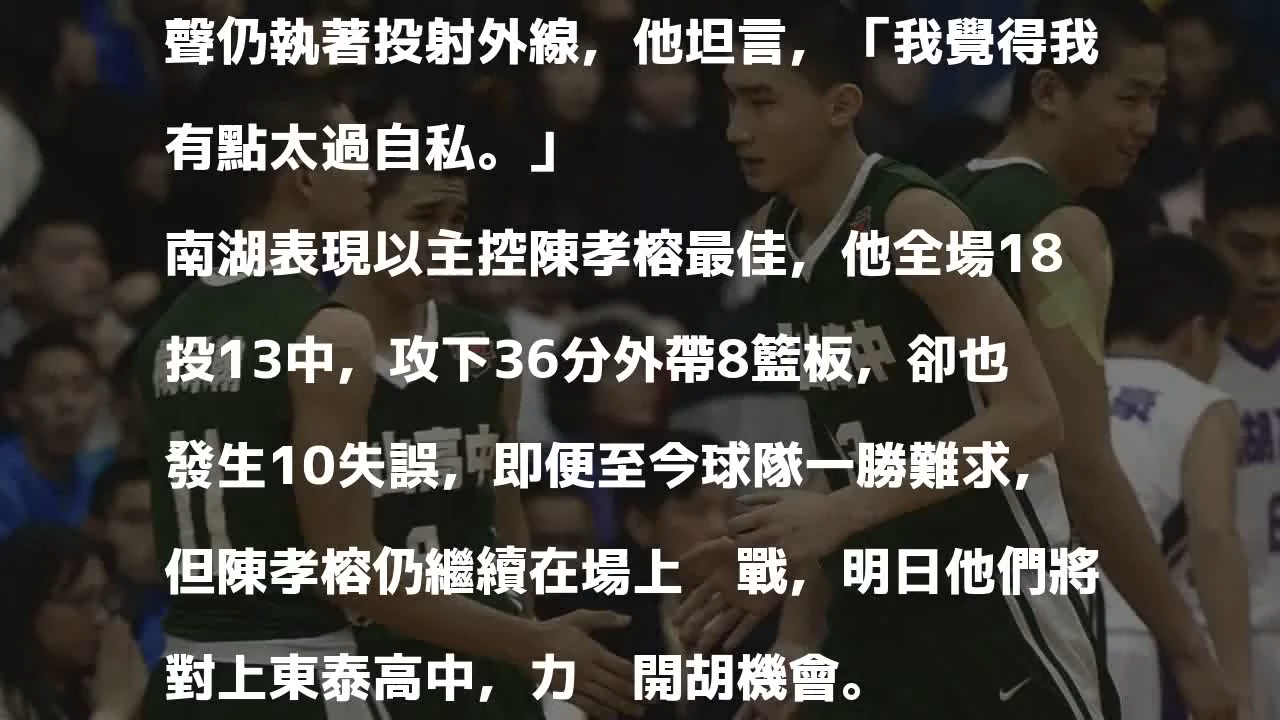 聲仍執著投射外線，他坦言，「我覺得我
有點太過自私。」
南湖表現以主控陳孝榕最佳，他全場18
投13中，攻下36分外帶8籃板，卻也
發生10失誤，即便至今球隊一勝難求，
但陳孝榕仍繼續在場上　戰，明日他們將
對上東泰高中，力　開胡機會。
11
高中